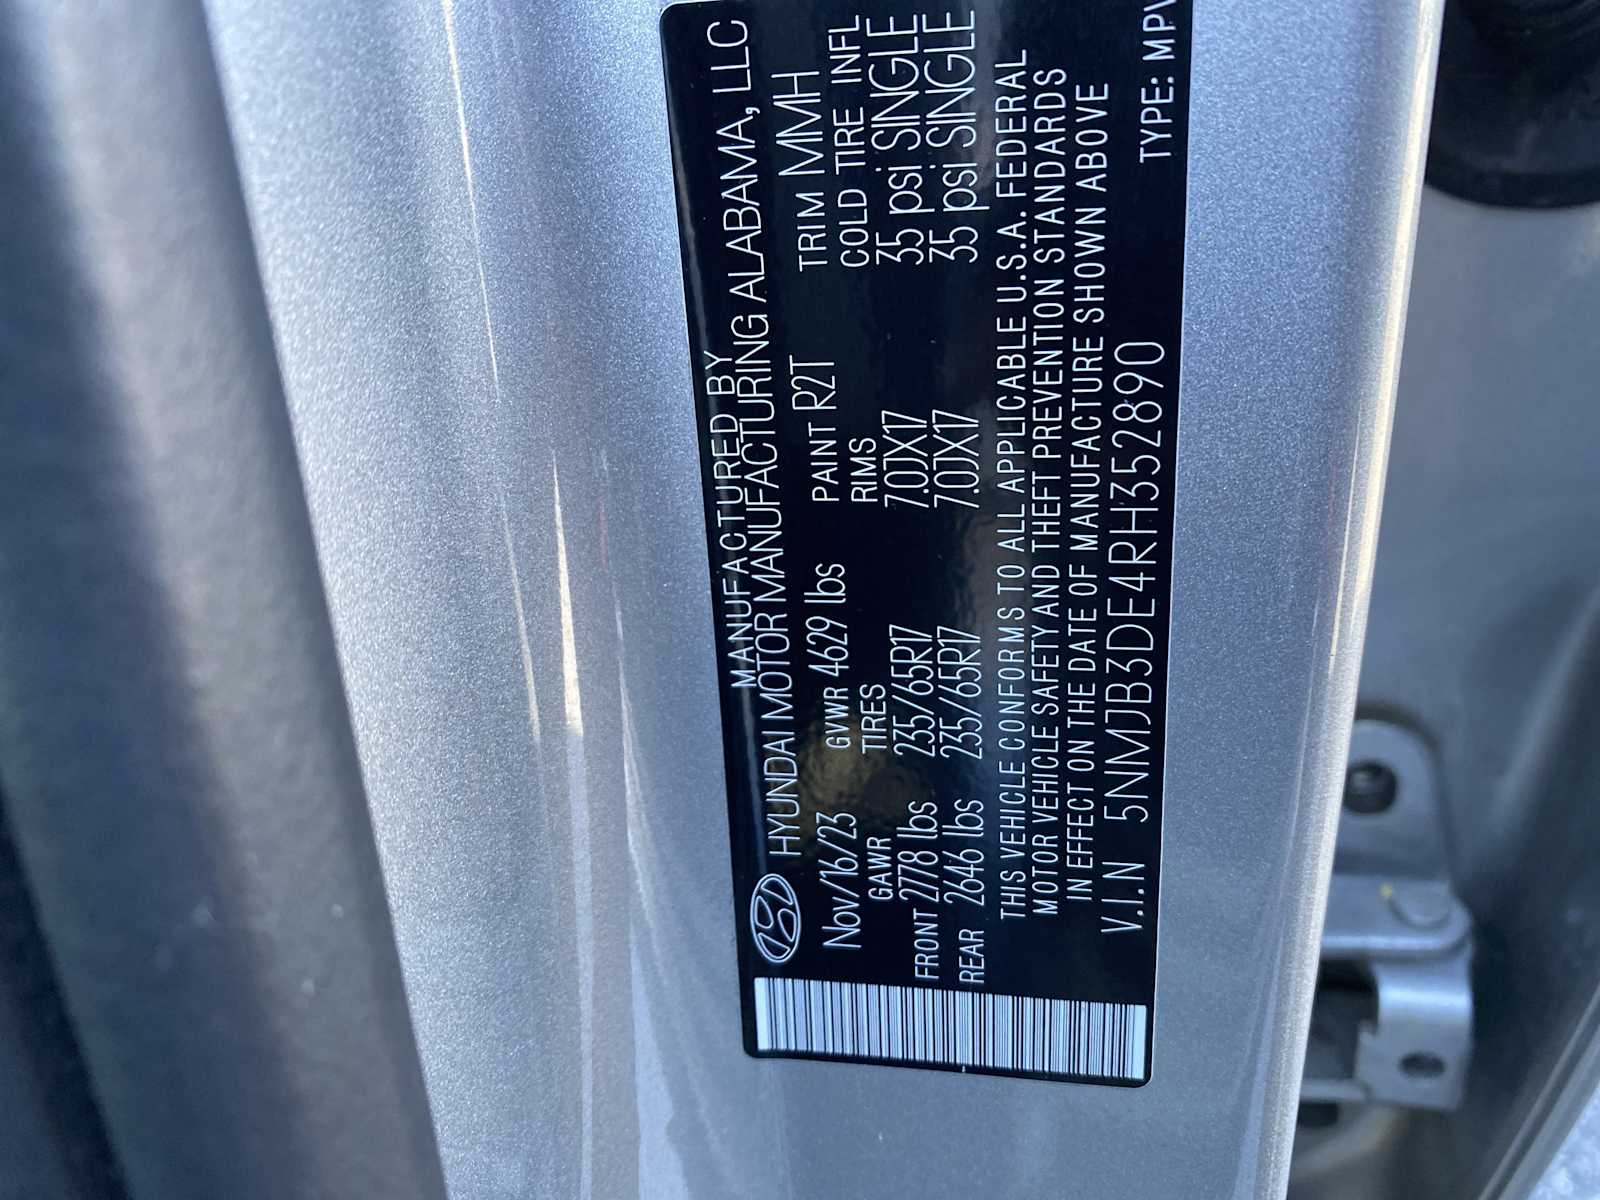 MANUFACTURED BY
HYUNDAI MOTOR MANUFACTURING ALABAMA, LLC
Nov/16/23 GVWR 4629 lbs PAINT R2T TRIM MMH
GAWR TIRES RIMS COLD TIRE INFL
FRONT 2778 lbs 235/65R17 7.0JX17 35 psi SINGLE
REAR 2646 lbs 235/65R17 7.0JX17 35 psi SINGLE
THIS VEHICLE CONFORMS TO ALL APPLICABLE U.S.A. FEDERAL
MOTOR VEHICLE SAFETY AND THEFT PREVENTION STANDARDS
IN EFFECT ON THE DATE OF MANUFACTURE SHOWN ABOVE
V.I.N 5NMJB3DE4RH352890 TYPE: MPV